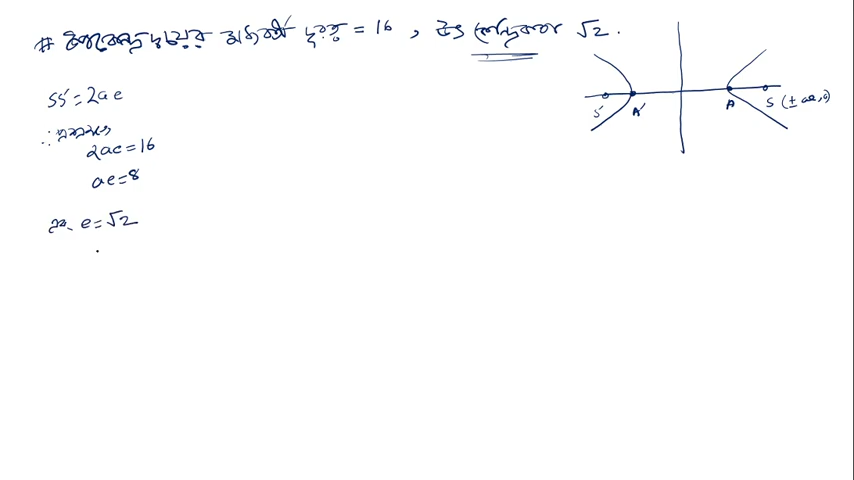 # উপকেন্দ্রদ্বয়ের মধ্যবর্তী দূরত্ব = 16 , উৎকেন্দ্রিকতা √2 .
SS′ = 2ae
∴ প্রশ্নমতে
2ae = 16
ae = 8
e = √2
S′ A′ A S (± ae, 0)